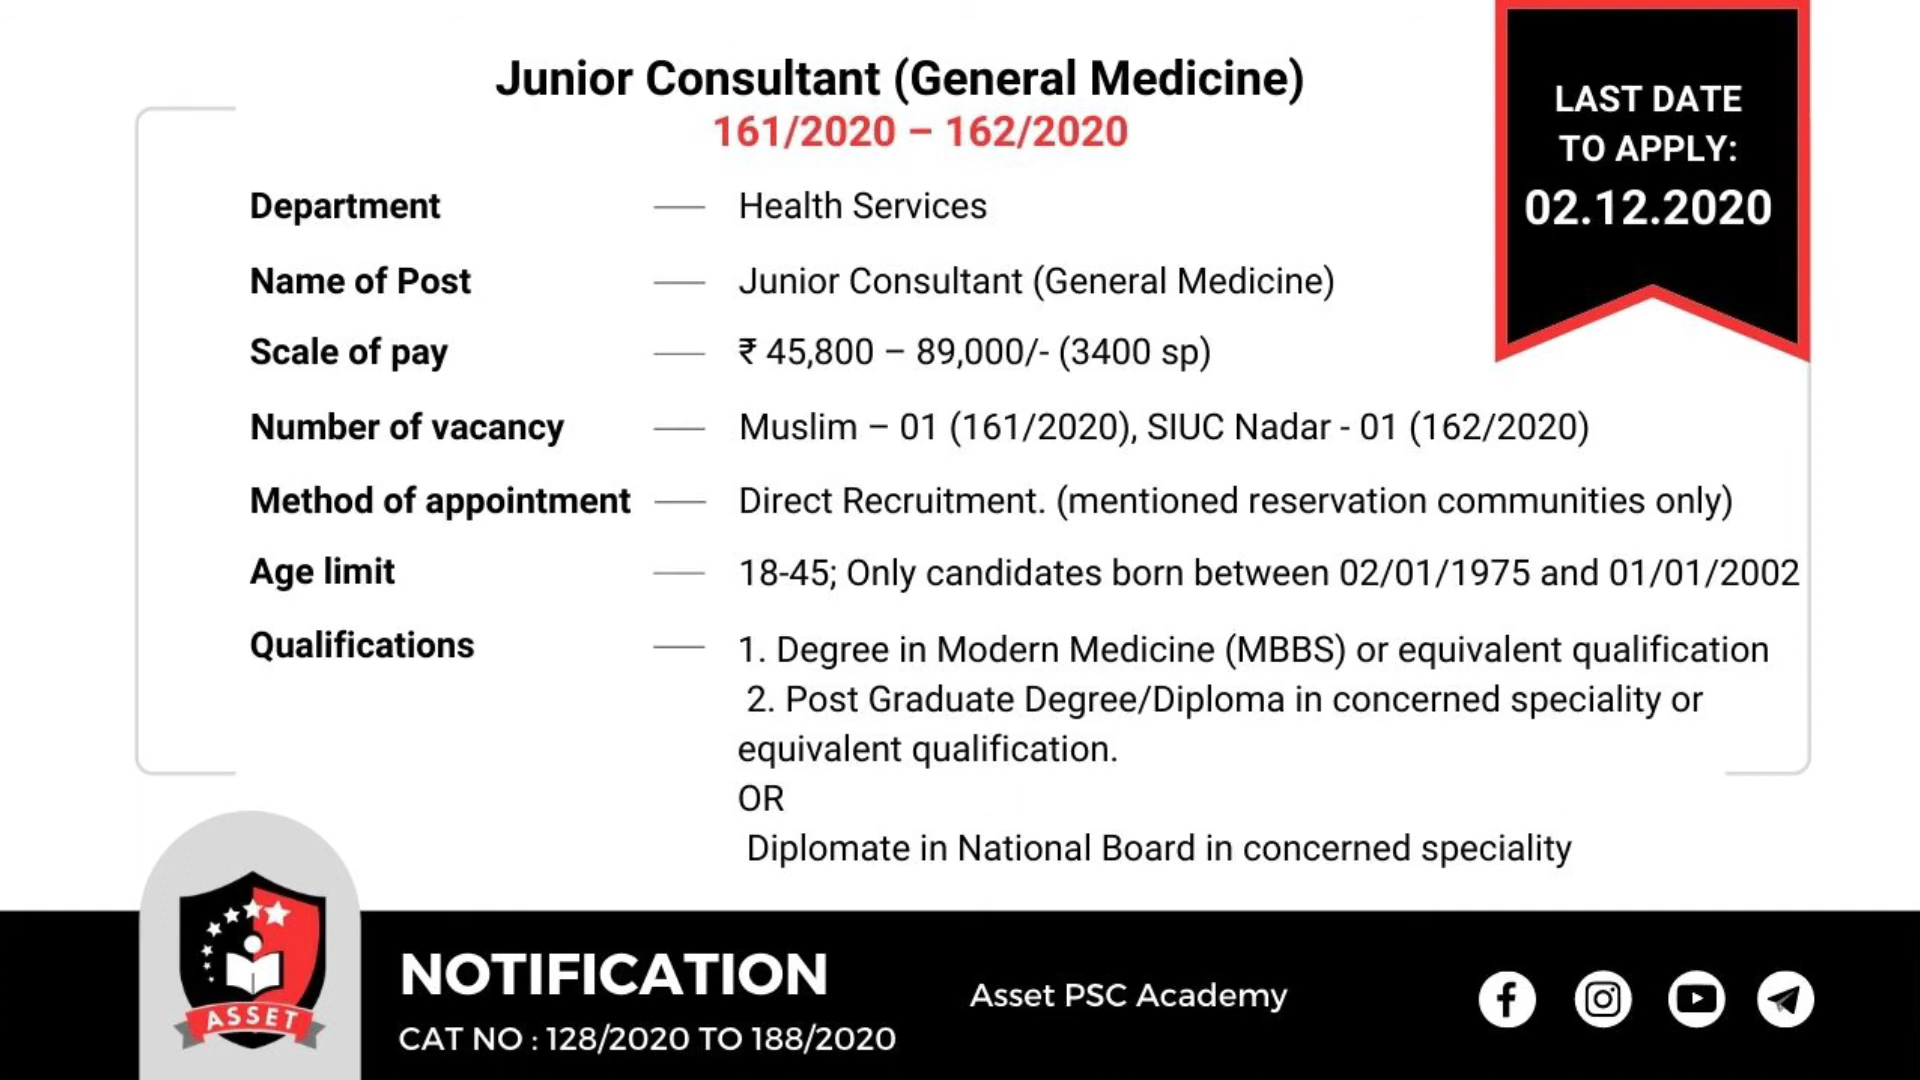 Junior Consultant (General Medicine)
161/2020 – 162/2020
LAST DATE
TO APPLY:
02.12.2020
Department — Health Services
Name of Post — Junior Consultant (General Medicine)
Scale of pay — ₹ 45,800 – 89,000/- (3400 sp)
Number of vacancy — Muslim – 01 (161/2020), SIUC Nadar - 01 (162/2020)
Method of appointment — Direct Recruitment. (mentioned reservation communities only)
Age limit — 18-45; Only candidates born between 02/01/1975 and 01/01/2002
Qualifications — 1. Degree in Modern Medicine (MBBS) or equivalent qualification
2. Post Graduate Degree/Diploma in concerned speciality or
equivalent qualification.
OR
Diplomate in National Board in concerned speciality
ASSET
NOTIFICATION
CAT NO : 128/2020 TO 188/2020
Asset PSC Academy